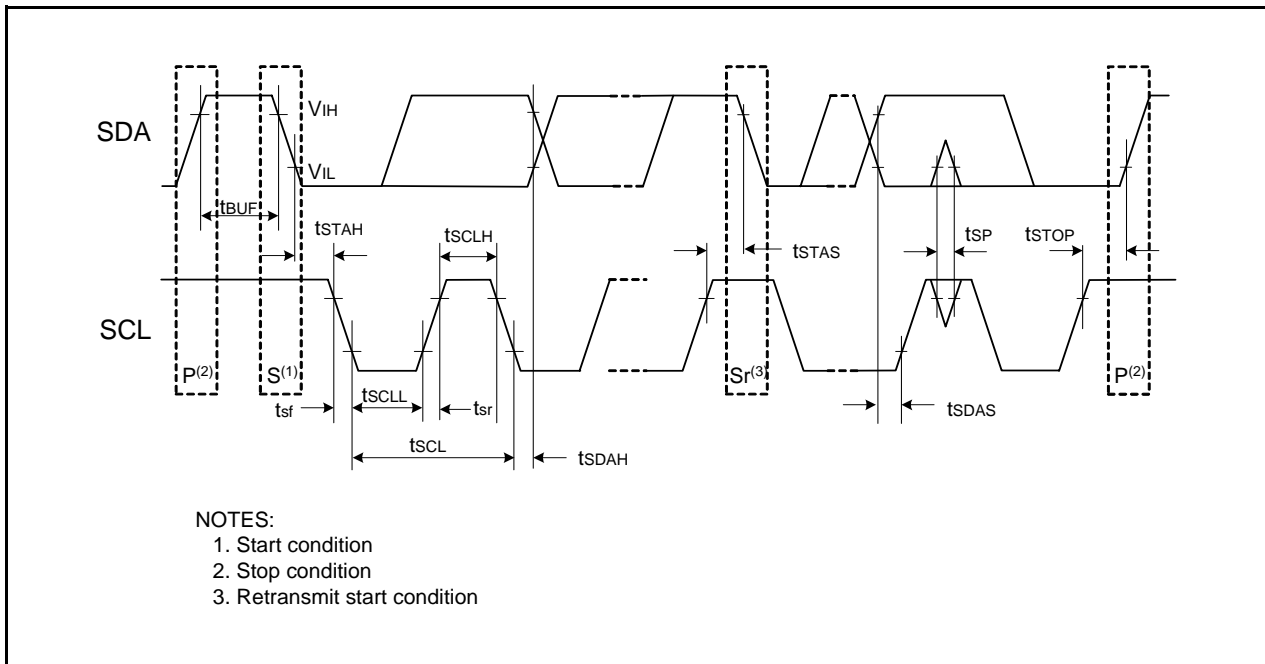 SDA
VIH
VIL
tBUF
tSTAH
tSCLH
tSTAS
tSP
tSTOP
SCL
P(2)
S(1)
Sr(3)
P(2)
tsf
tSCLL
tsr
tSDAS
tSCL
tSDAH
NOTES:
1. Start condition
2. Stop condition
3. Retransmit start condition